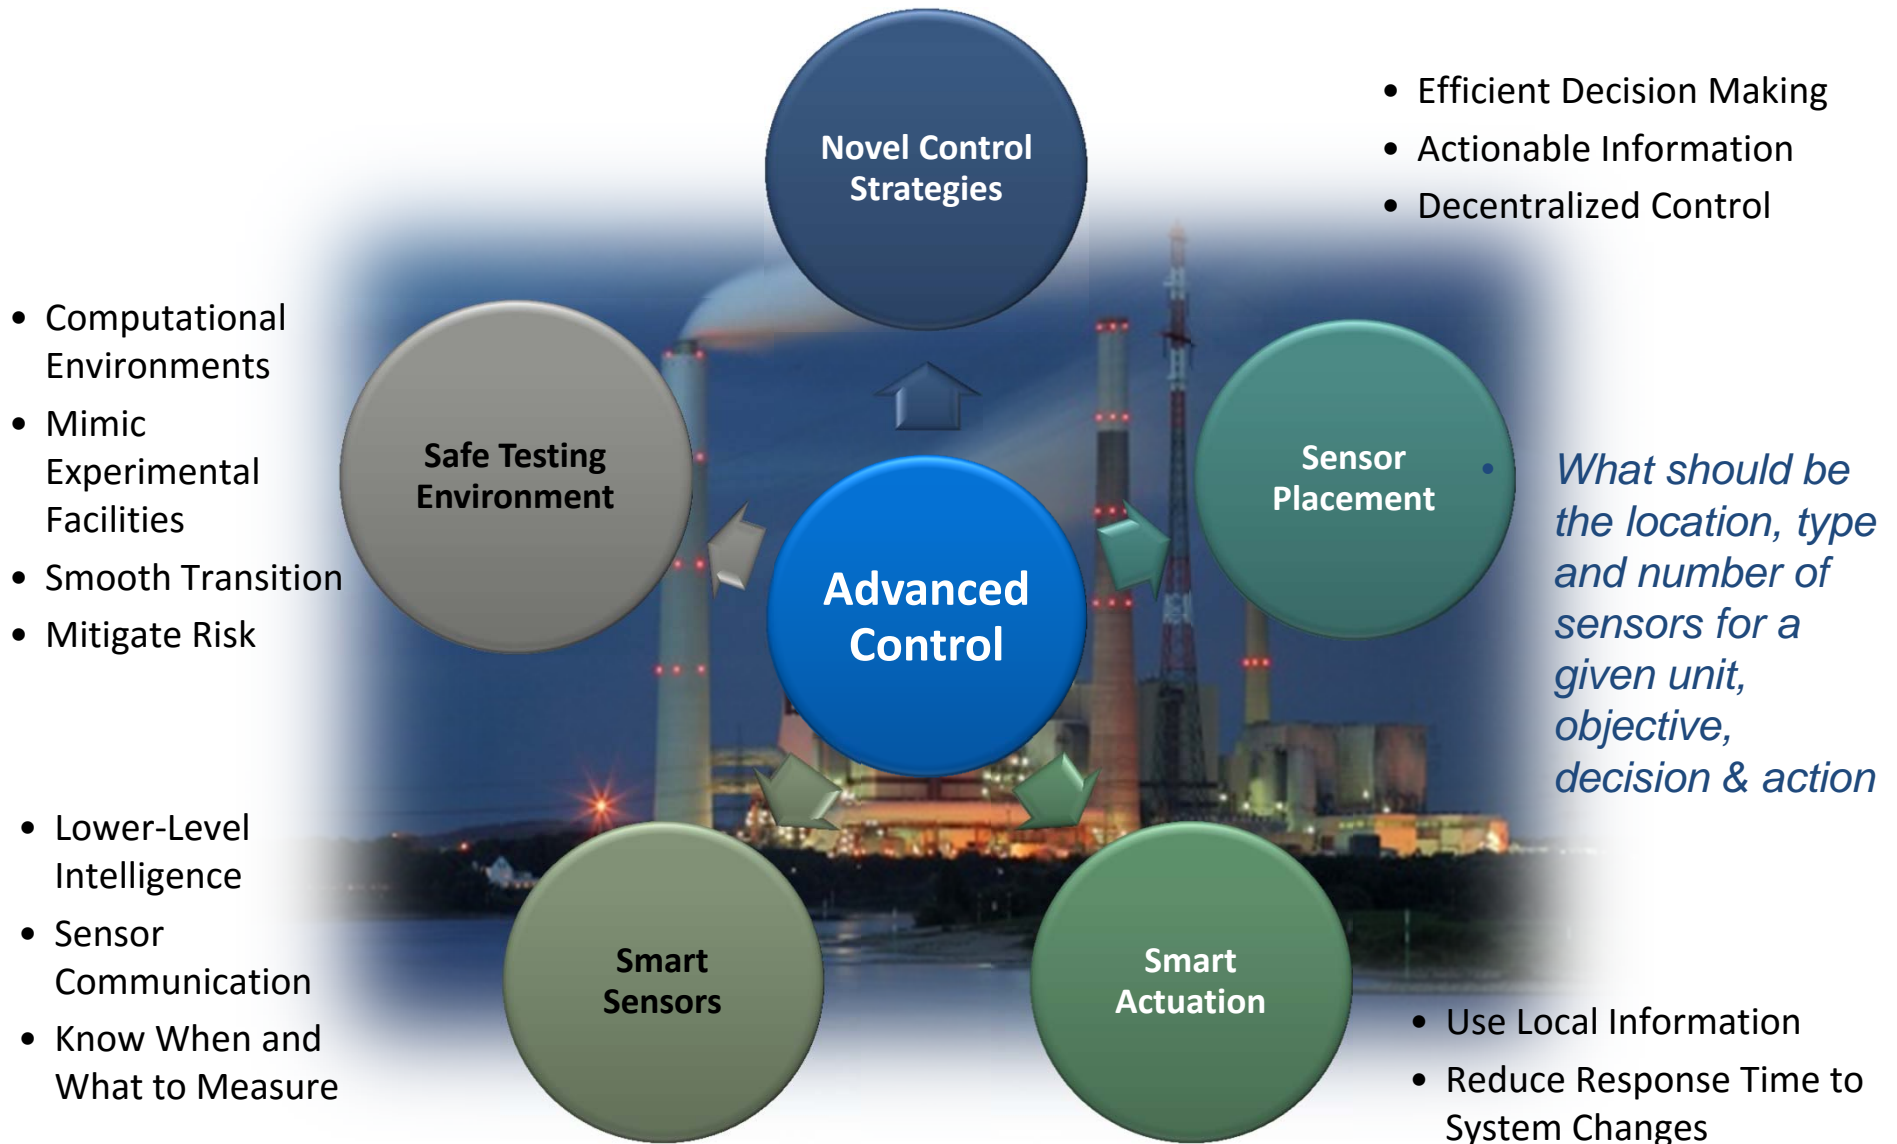 Novel Control
Strategies
• Efficient Decision Making
• Actionable Information
• Decentralized Control
• Computational
Environments
• Mimic
Experimental
Facilities
• Smooth Transition
• Mitigate Risk
Safe Testing
Environment
Advanced
Control
Sensor
Placement
• What should be
the location, type
and number of
sensors for a
given unit,
objective,
decision & action
• Lower-Level
Intelligence
• Sensor
Communication
• Know When and
What to Measure
Smart
Sensors
Smart
Actuation
• Use Local Information
• Reduce Response Time to
System Changes